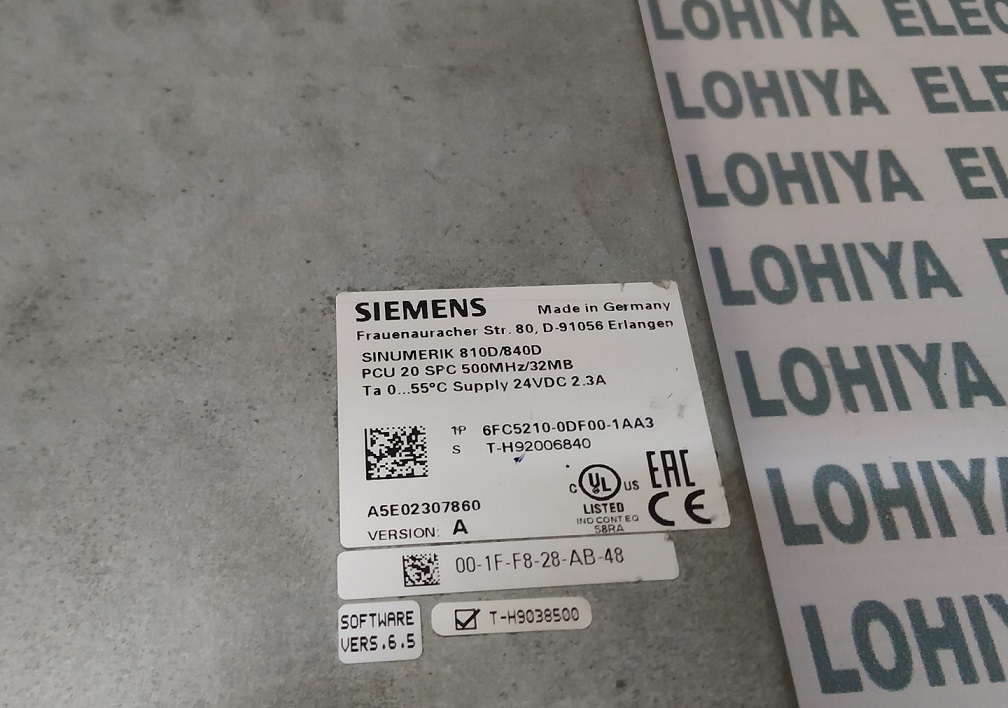 SIEMENS Made in Germany
Frauenauracher Str. 80, D-91056 Erlangen
SINUMERIK 810D/840D
PCU 20 SPC 500MHz/32MB
Ta 0...55°C Supply 24VDC 2.3A
1P 6FC5210-0DF00-1AA3
S T-H92006840
C UL US
LISTED
IND CONT EQ
58RA
EAC
CE
A5E02307860
VERSION: A
00-1F-F8-28-AB-48
SOFTWARE
VERS.6.5
T-H9038500
LOHIYA ELEC
LOHIYA ELE
LOHIYA EL
LOHIYA E
LOHIYA
LOHIY
LOHI